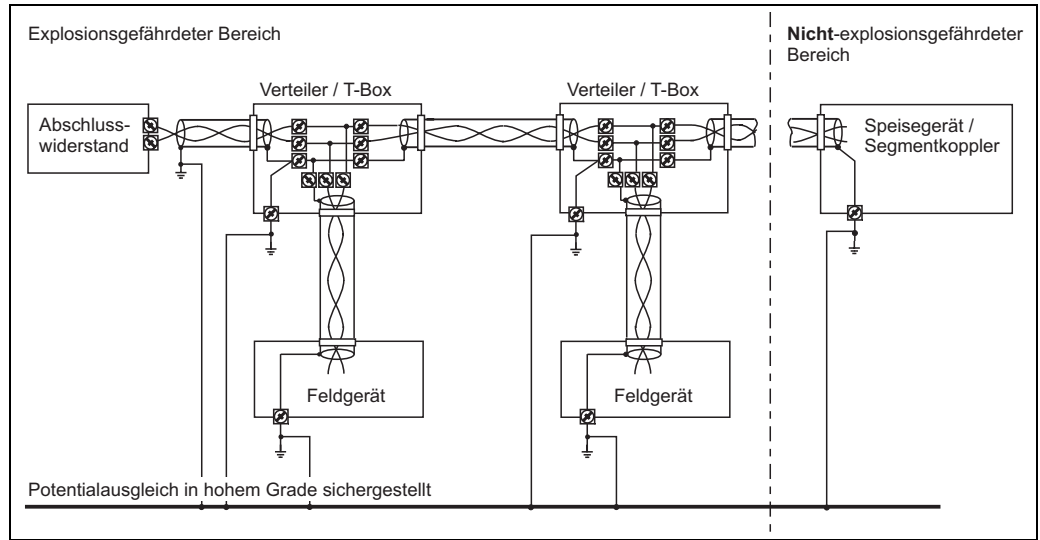 Explosionsgefährdeter Bereich
Nicht-explosionsgefährdeter
Bereich
Verteiler / T-Box
Verteiler / T-Box
Abschluss-
widerstand
Speisegerät /
Segmentkoppler
Feldgerät
Feldgerät
Potentialausgleich in hohem Grade sichergestellt